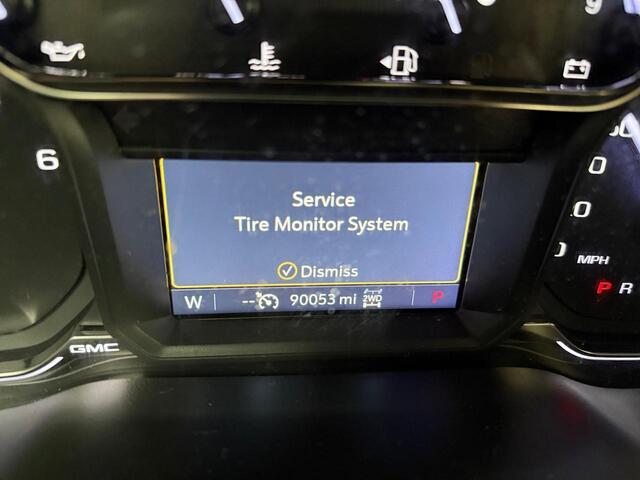 6
Service
Tire Monitor System
Dismiss
W -- 90053 mi 2WD P
MPH
P R
GMC